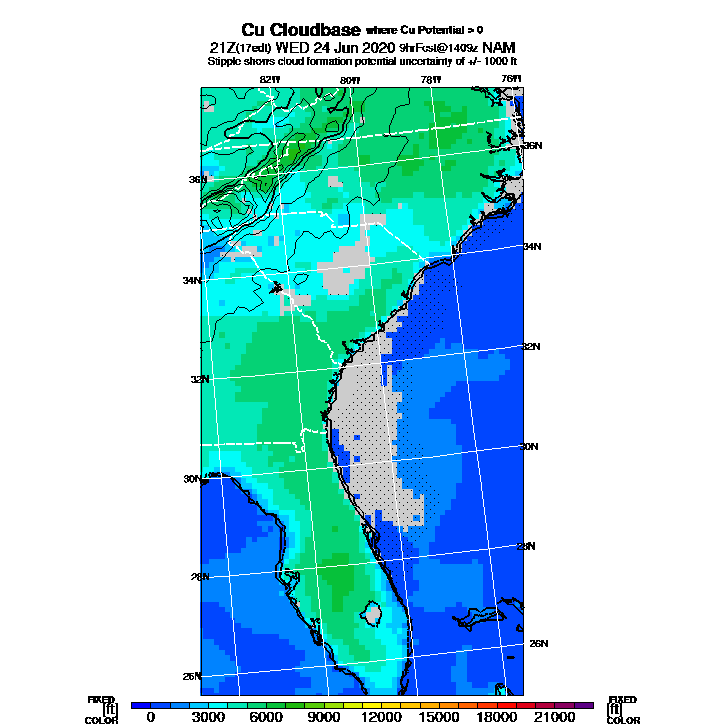 Cu Cloudbase where Cu Potential > 0
21Z(17edt) WED 24 Jun 2020 9hrFcst@1409z NAM
Stipple shows cloud formation potential uncertainty of +/- 1000 ft
82W 80W 78W 76W
36N
36N
34N
34N
32N
32N
30N
30N
28N
28N
26N
26N
FIXED FIXED
[ft] [ft]
COLOR 0 3000 6000 9000 12000 15000 18000 21000 COLOR